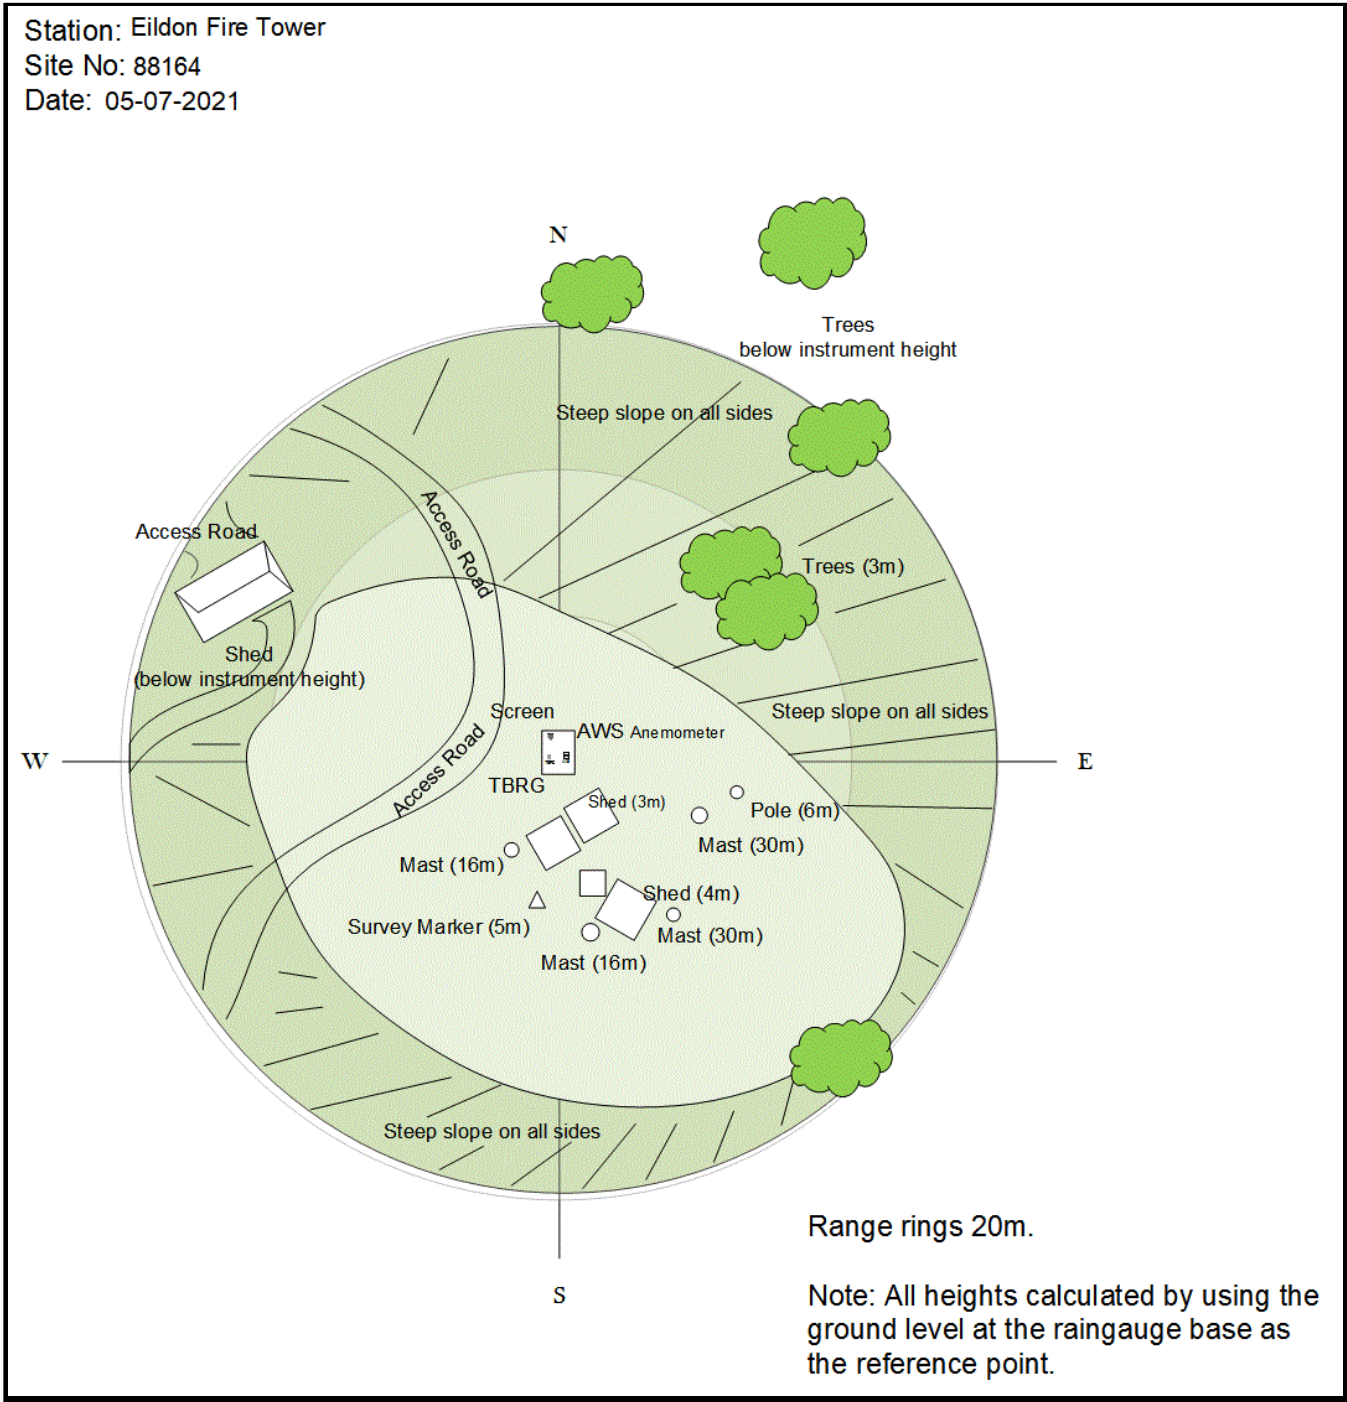 Station: Eildon Fire Tower
Site No: 88164
Date: 05-07-2021
N
Trees
below instrument height
Steep slope on all sides
Access Road
Access Road
Trees (3m)
Shed
(below instrument height)
Screen
Steep slope on all sides
AWS Anemometer
W
E
Access Road
TBRG
Shed (3m)
Pole (6m)
Mast (30m)
Mast (16m)
Shed (4m)
Survey Marker (5m)
Mast (30m)
Mast (16m)
Steep slope on all sides
Range rings 20m.
S
Note: All heights calculated by using the
ground level at the raingauge base as
the reference point.